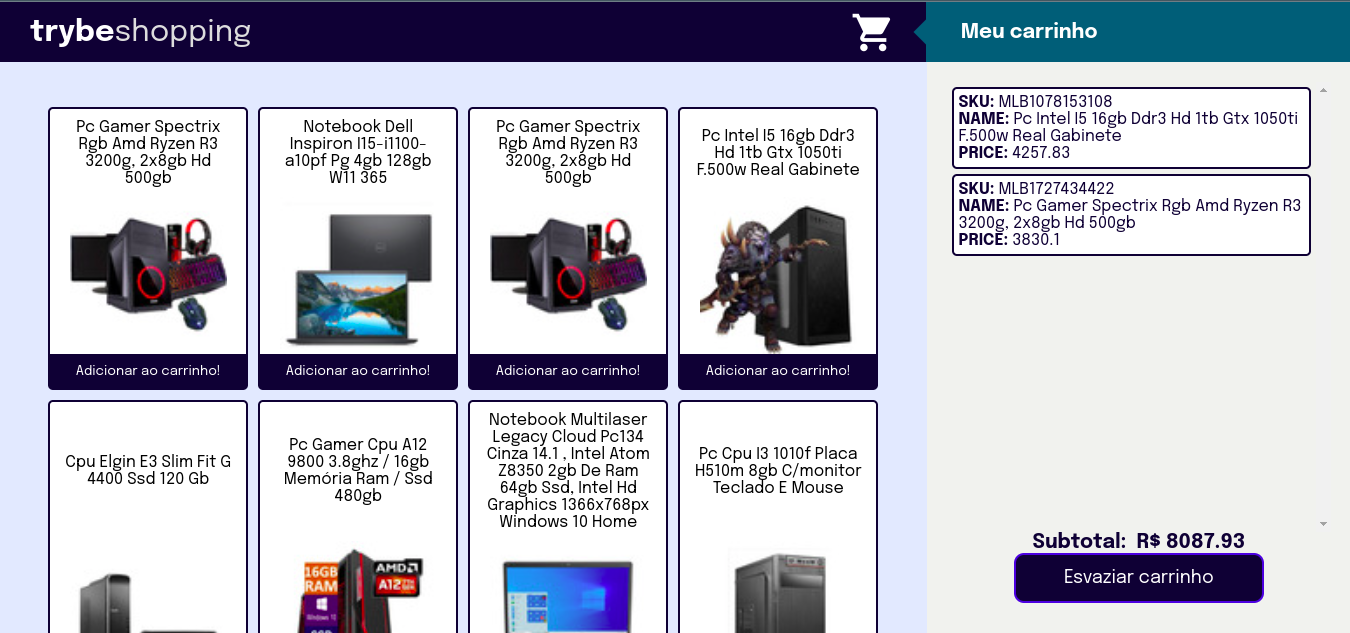 trybeshopping
Meu carrinho
Pc Gamer Spectrix
Rgb Amd Ryzen R3
3200g, 2x8gb Hd
500gb
Adicionar ao carrinho!
Notebook Dell
Inspiron I15-i1100-
a10pf Pg 4gb 128gb
W11 365
Adicionar ao carrinho!
Pc Gamer Spectrix
Rgb Amd Ryzen R3
3200g, 2x8gb Hd
500gb
Adicionar ao carrinho!
Pc Intel I5 16gb Ddr3
Hd 1tb Gtx 1050ti
F.500w Real Gabinete
Adicionar ao carrinho!
Cpu Elgin E3 Slim Fit G
4400 Ssd 120 Gb
Pc Gamer Cpu A12
9800 3.8ghz / 16gb
Memória Ram / Ssd
480gb
16GB
RAM
AMD
A12
Windows 10
Notebook Multilaser
Legacy Cloud Pc134
Cinza 14.1 , Intel Atom
Z8350 2gb De Ram
64gb Ssd, Intel Hd
Graphics 1366x768px
Windows 10 Home
Pc Cpu I3 1010f Placa
H510m 8gb C/monitor
Teclado E Mouse
SKU: MLB1078153108
NAME: Pc Intel I5 16gb Ddr3 Hd 1tb Gtx 1050ti
F.500w Real Gabinete
PRICE: 4257.83
SKU: MLB1727434422
NAME: Pc Gamer Spectrix Rgb Amd Ryzen R3
3200g, 2x8gb Hd 500gb
PRICE: 3830.1
Subtotal: R$ 8087.93
Esvaziar carrinho